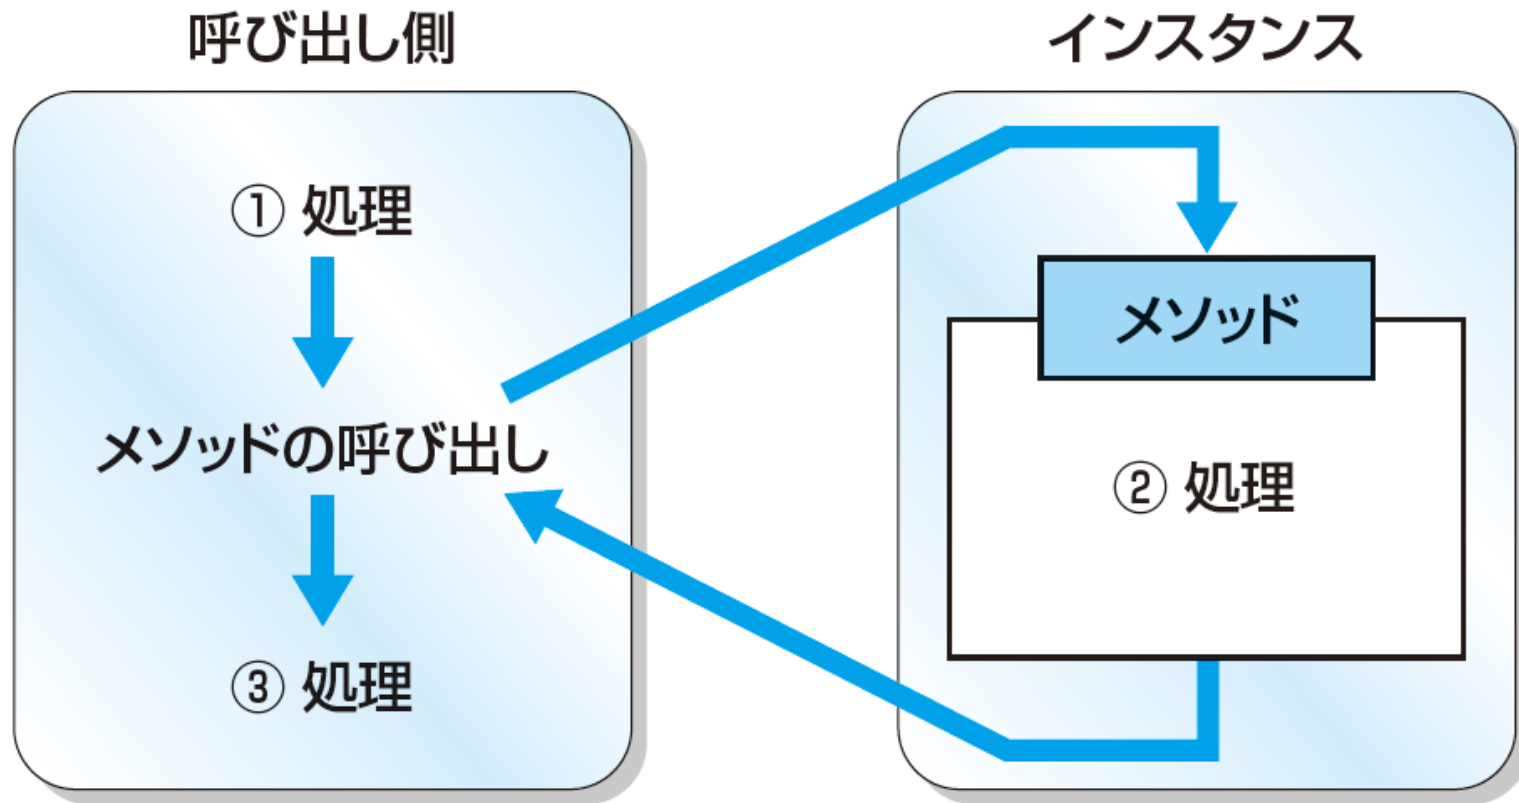 呼び出し側
① 処理
メソッドの呼び出し
③ 処理
インスタンス
メソッド
② 処理